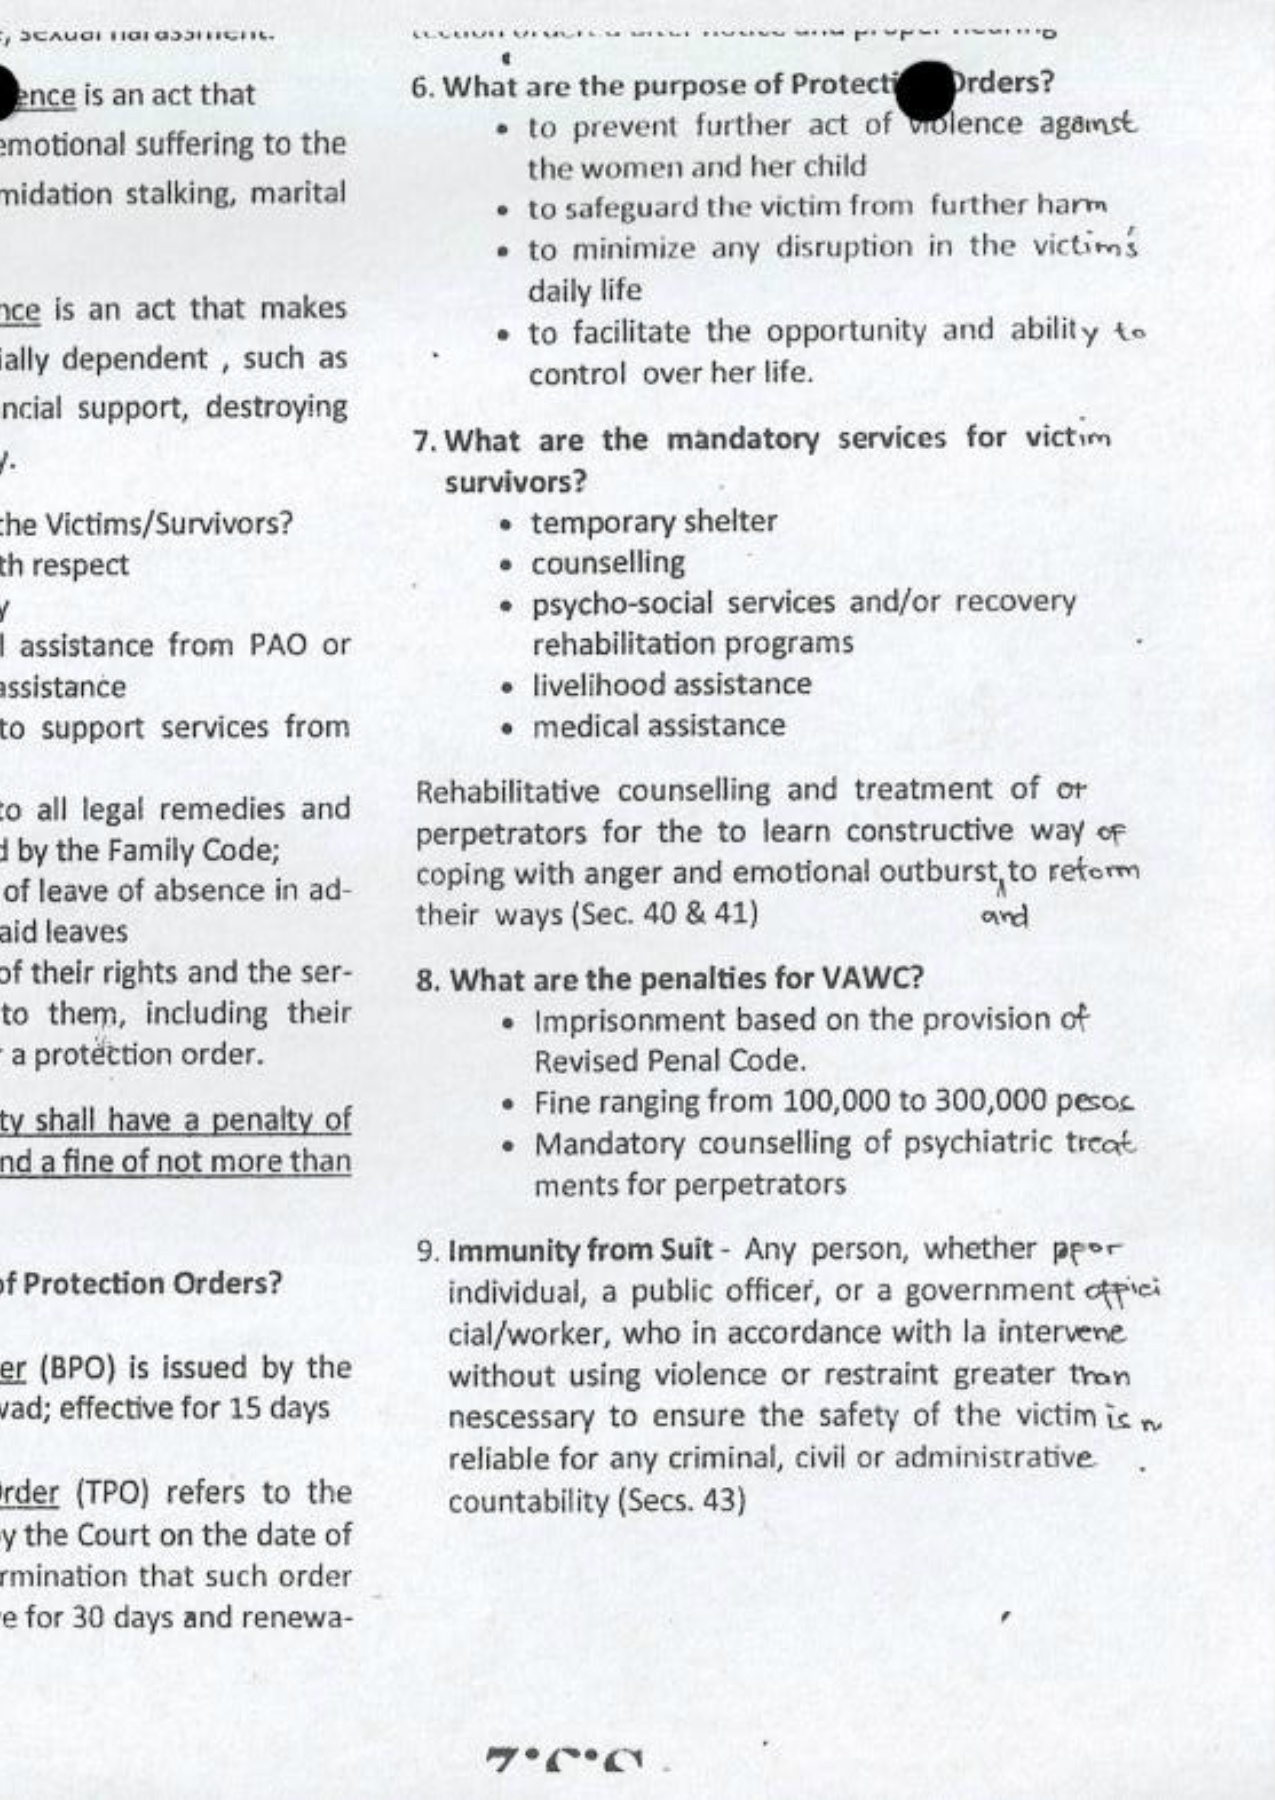 , sexual harassment.
ence is an act that
emotional suffering to the
midation stalking, marital
nce is an act that makes
ially dependent , such as
ncial support, destroying
y.
the Victims/Survivors?
th respect
y
l assistance from PAO or
assistance
to support services from
to all legal remedies and
d by the Family Code;
of leave of absence in ad-
aid leaves
of their rights and the ser-
to them, including their
r a protection order.
ty shall have a penalty of
nd a fine of not more than
of Protection Orders?
er (BPO) is issued by the
wad; effective for 15 days
Order (TPO) refers to the
by the Court on the date of
rmination that such order
e for 30 days and renewa-
tection order. a after notice and proper hearing
6. What are the purpose of Protecti Orders?
• to prevent further act of violence against
the women and her child
• to safeguard the victim from further harm
• to minimize any disruption in the victim's
daily life
• to facilitate the opportunity and ability to
control over her life.
7. What are the mandatory services for victim
survivors?
• temporary shelter
• counselling
• psycho-social services and/or recovery
rehabilitation programs
• livelihood assistance
• medical assistance
Rehabilitative counselling and treatment of or
perpetrators for the to learn constructive way of
coping with anger and emotional outburst to reform
their ways (Sec. 40 & 41) and
8. What are the penalties for VAWC?
• Imprisonment based on the provision of
Revised Penal Code.
• Fine ranging from 100,000 to 300,000 pesos
• Mandatory counselling of psychiatric treat
ments for perpetrators
9. Immunity from Suit - Any person, whether
individual, a public officer, or a government offici
cial/worker, who in accordance with la intervene
without using violence or restraint greater than
nescessary to ensure the safety of the victim is n
reliable for any criminal, civil or administrative
countability (Secs. 43)